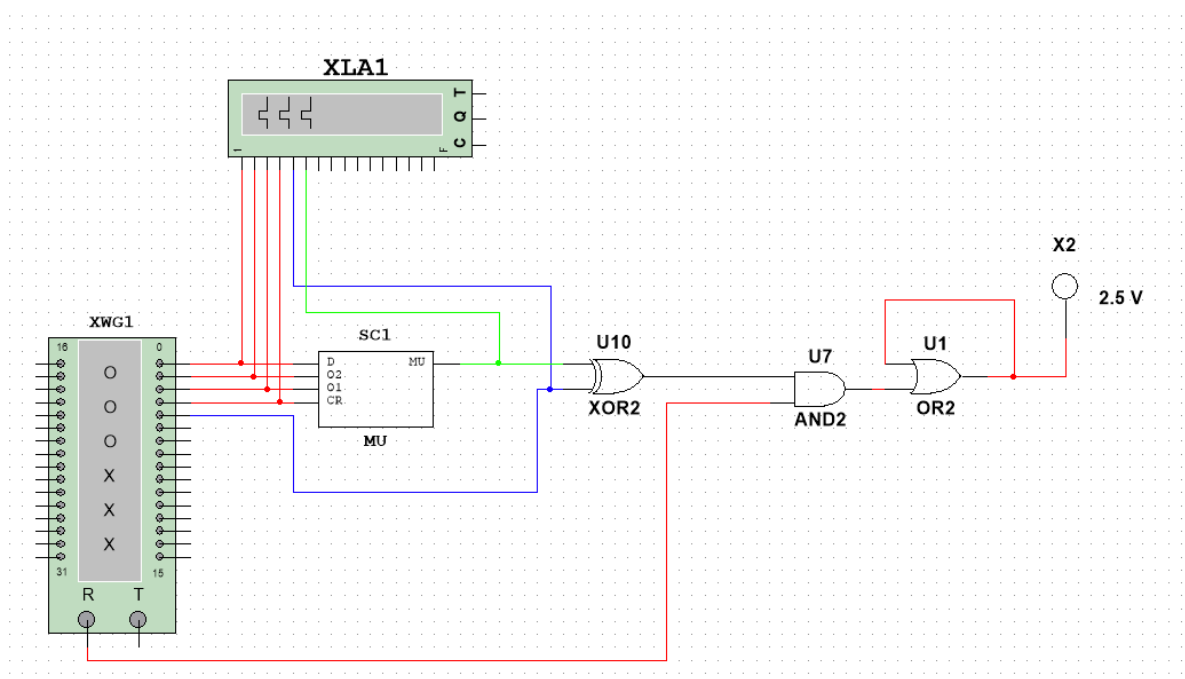 XLA1
T
Q
C
1
F
X2
2.5 V
XWG1
16
0
O
O
O
X
X
X
31
15
R
T
SC1
D
O2
O1
CR
MU
MU
U10
XOR2
U7
AND2
U1
OR2